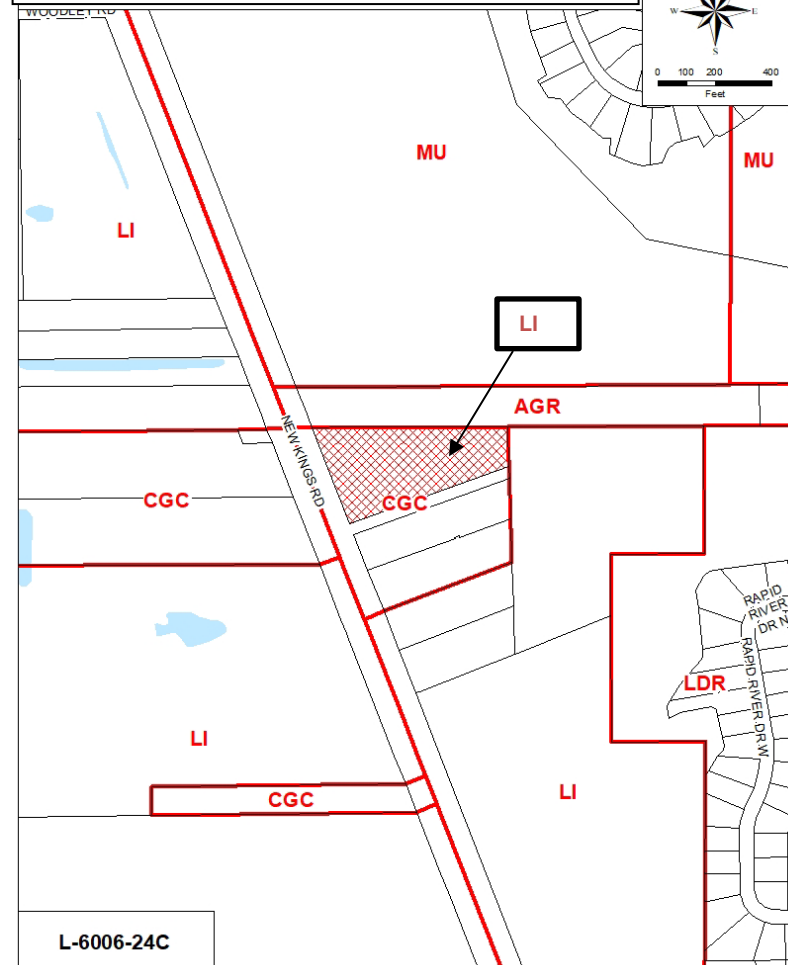 WOODLEY RD
W
E
S
0 100 200 400
Feet
MU
MU
LI
LI
AGR
NEW KINGS RD
CGC
CGC
RAPID
RIVER
DR N
RAPID RIVER DR W
LDR
LI
LI
CGC
L-6006-24C